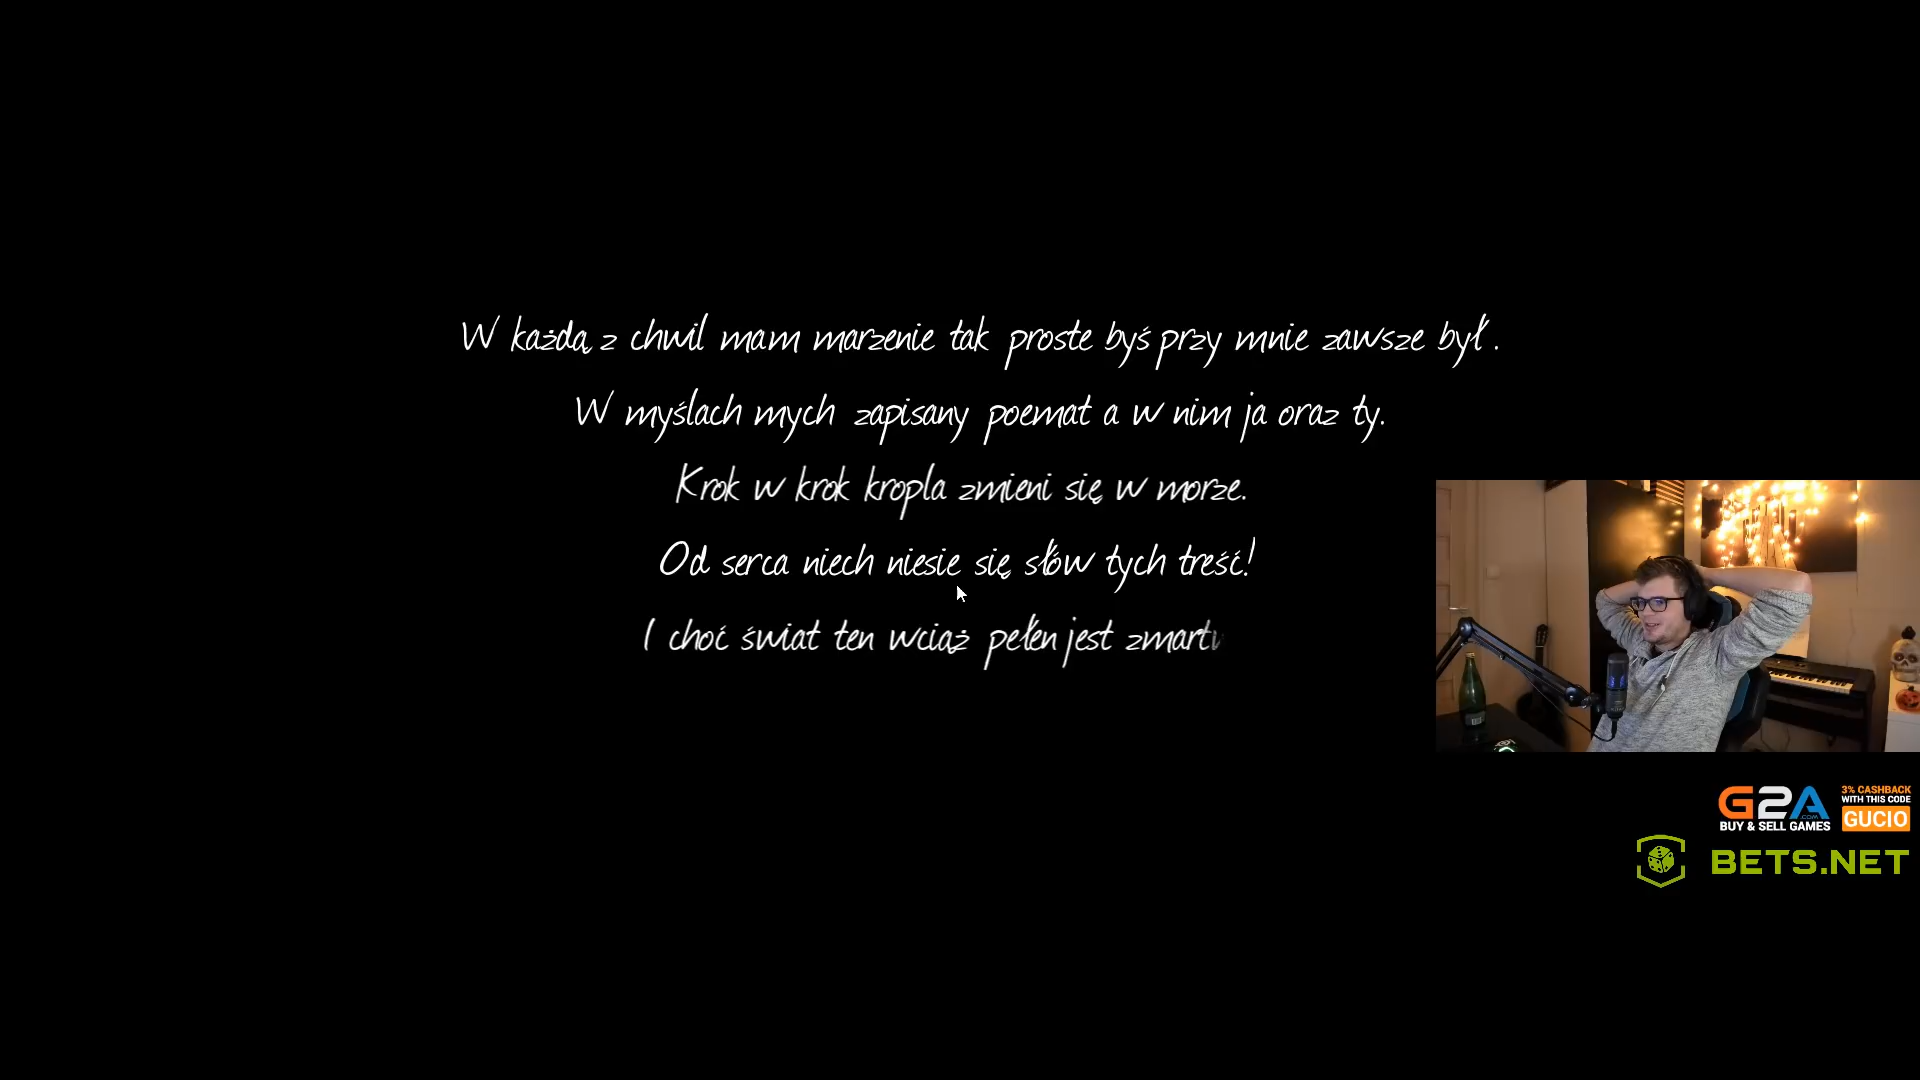 W każdą z chwil mam marzenie tak proste byś przy mnie zawsze był.
W myślach mych zapisany poemat a w nim ja oraz ty.
Krok w krok kropla zmieni się w morze.
Od serca niech niesie się słów tych treść!
I choć świat ten wciąż pełen jest zmartw
G2A.COM
BUY & SELL GAMES
3% CASHBACK
WITH THIS CODE
GUCIO
BETS.NET